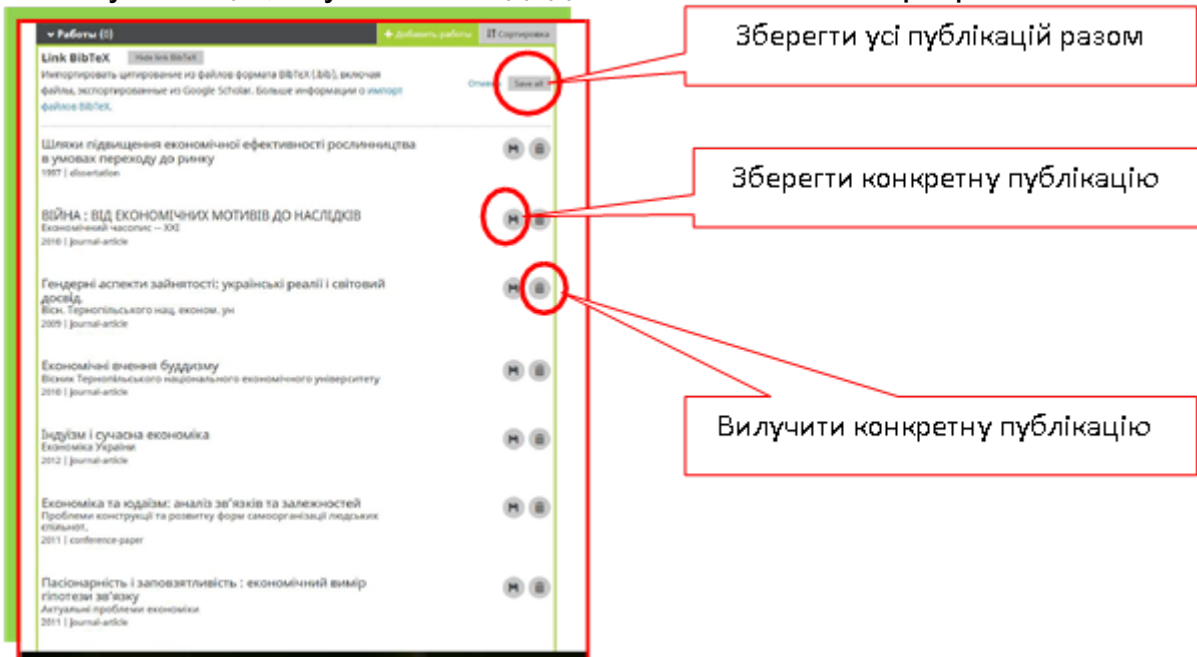 Работы (0)
Добавить работы
Сортировка
Link BibTeX
Hide link BibTeX
Импортировать цитирование из файлов формата BibTeX (.bib), включая
файлы, экспортированные из Google Scholar. Больше информации о импорт
файлов BibTeX.
Save all
Зберегти усі публікацій разом
Шляхи підвищення економічної ефективності рослинництва
в умовах переходу до ринку
1997 | dissertation
Зберегти конкретну публікацію
ВІЙНА : ВІД ЕКОНОМІЧНИХ МОТИВІВ ДО НАСЛІДКІВ
Економічний часопис -- XXI
2010 | journal-article
Гендерні аспекти зайнятості: українські реалії і світовий
досвід.
Вісн. Тернопільського нац. економ. ун
2009 | journal-article
Економічні вчення буддизму
Вісник Тернопільського національного економічного університету
2010 | journal-article
Вилучити конкретну публікацію
Індуїзм і сучасна економіка
Економіка України
2012 | journal-article
Економіка та юдаїзм: аналіз зв'язків та залежностей
Проблеми конструкції та розвитку форм самоорганізації людських
спільнот.
2011 | conference-paper
Пасіонарність і заповзятливість : економічний вимір
гіпотези зв'язку
Актуальні проблеми економіки
2011 | journal-article